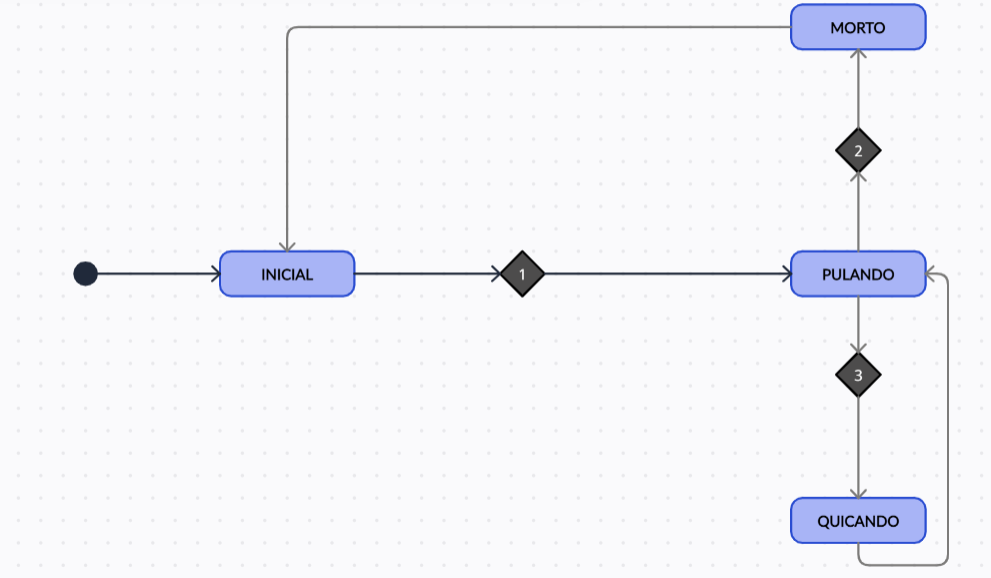 MORTO
2
INICIAL
1
PULANDO
3
QUICANDO